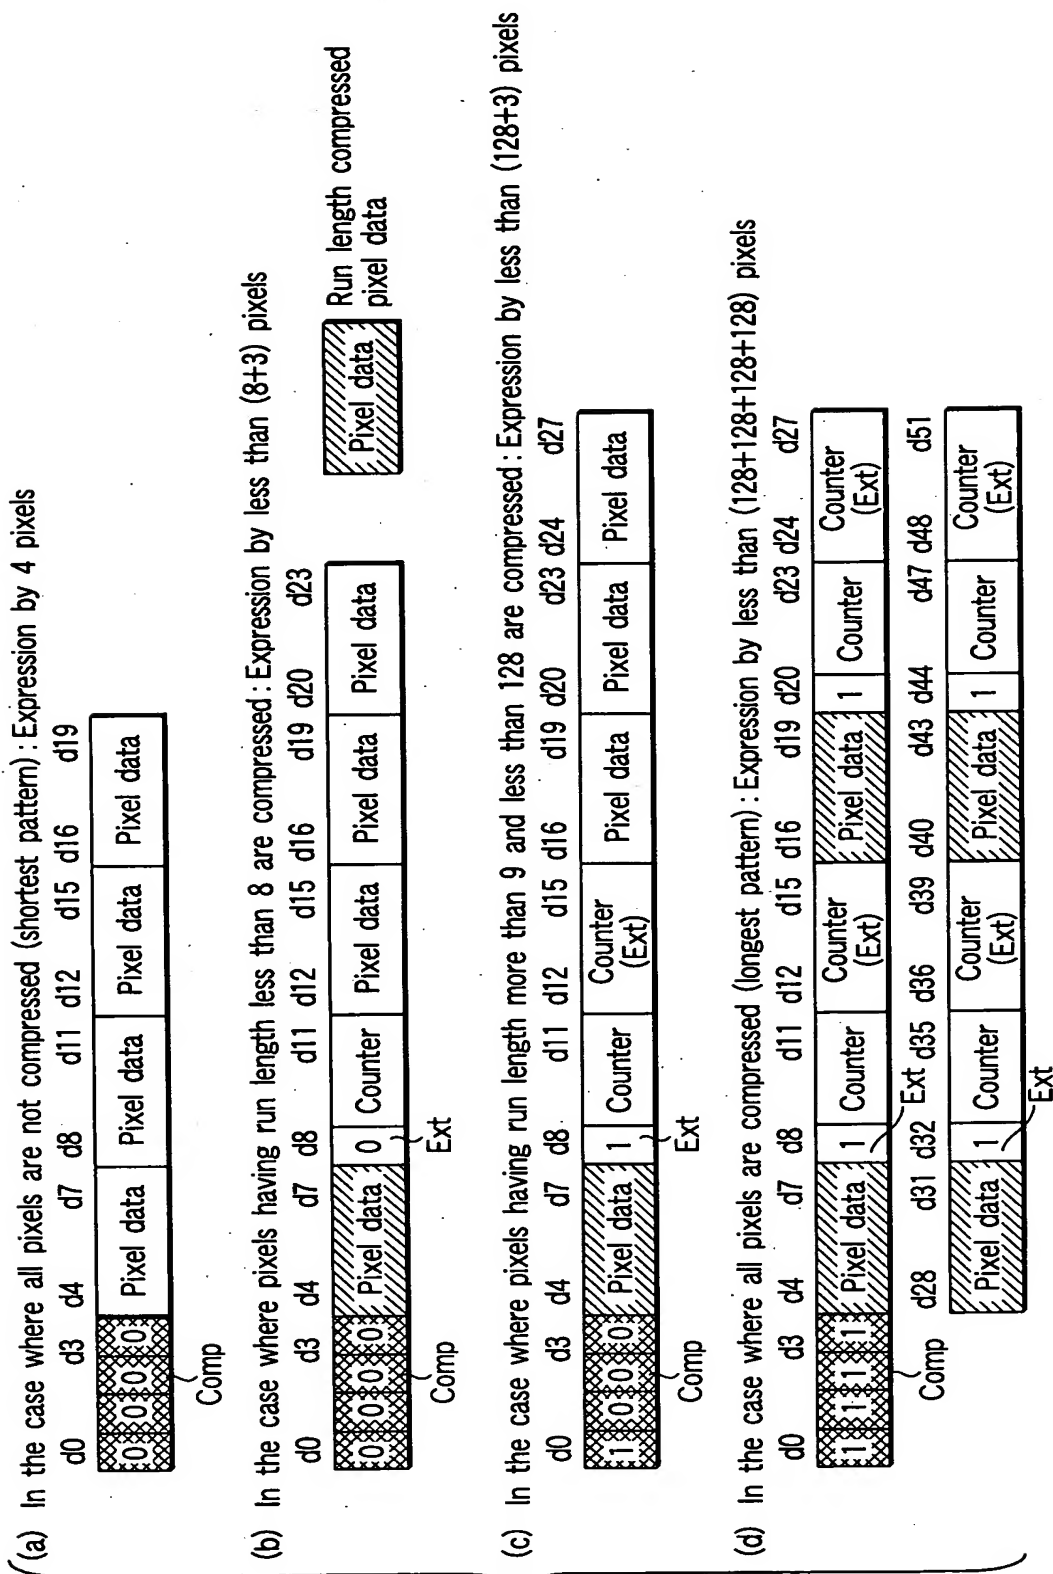 (a) In the case where all pixels are not compressed (shortest pattern) : Expression by 4 pixels
d0 d3 d4 d7 d8 d11 d12 d15 d16 d19
0 0 0 0 Pixel data Pixel data Pixel data Pixel data
Comp
(b) In the case where pixels having run length less than 8 are compressed : Expression by less than (8+3) pixels
d0 d3 d4 d7 d8 d11 d12 d15 d16 d19 d20 d23
0 0 0 0 Pixel data 0 Counter Pixel data Pixel data Pixel data
Comp
Ext
Pixel data
Run length compressed
pixel data
(c) In the case where pixels having run length more than 9 and less than 128 are compressed : Expression by less than (128+3) pixels
d0 d3 d4 d7 d8 d11 d12 d15 d16 d19 d20 d23 d24 d27
1 0 0 0 Pixel data 1 Counter Counter (Ext) Pixel data Pixel data Pixel data
Comp
Ext
(d) In the case where all pixels are compressed (longest pattern) : Expression by less than (128+128+128+128) pixels
d0 d3 d4 d7 d8 d11 d12 d15 d16 d19 d20 d23 d24 d27
1 1 1 1 Pixel data 1 Counter Counter (Ext) Pixel data 1 Counter Counter (Ext)
Comp
Ext
d28 d31 d32 d35 d36 d39 d40 d43 d44 d47 d48 d51
Pixel data 1 Counter Counter (Ext) Pixel data 1 Counter Counter (Ext)
Ext